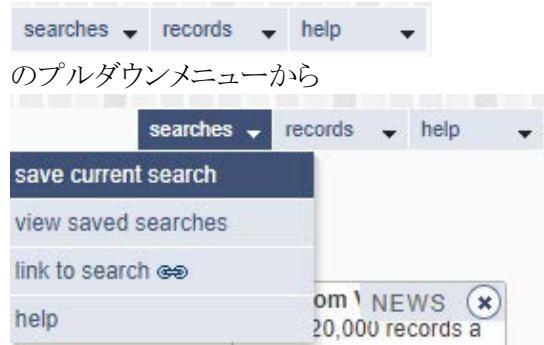 searches records help
のプルダウンメニューから
searches records help
save current search
view saved searches
link to search
help
om NEWS
20,000 records a